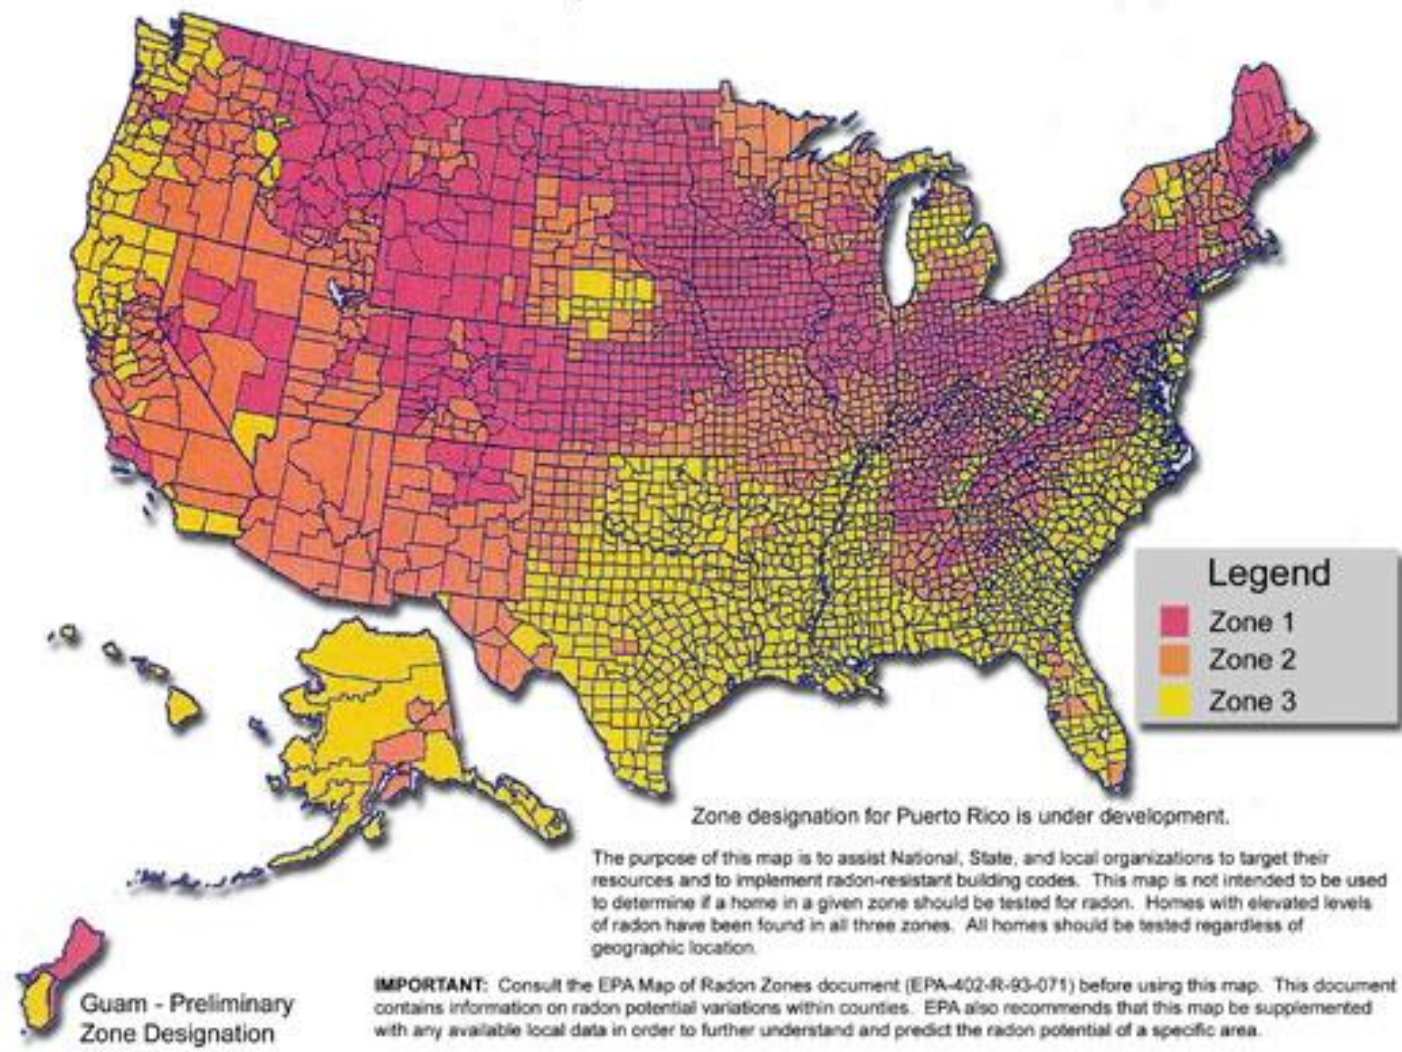 Legend
Zone 1
Zone 2
Zone 3
Zone designation for Puerto Rico is under development.
The purpose of this map is to assist National, State, and local organizations to target their
resources and to implement radon-resistant building codes. This map is not intended to be used
to determine if a home in a given zone should be tested for radon. Homes with elevated levels
of radon have been found in all three zones. All homes should be tested regardless of
geographic location.
IMPORTANT: Consult the EPA Map of Radon Zones document (EPA-402-R-93-071) before using this map. This document
contains information on radon potential variations within counties. EPA also recommends that this map be supplemented
with any available local data in order to further understand and predict the radon potential of a specific area.
Guam - Preliminary
Zone Designation